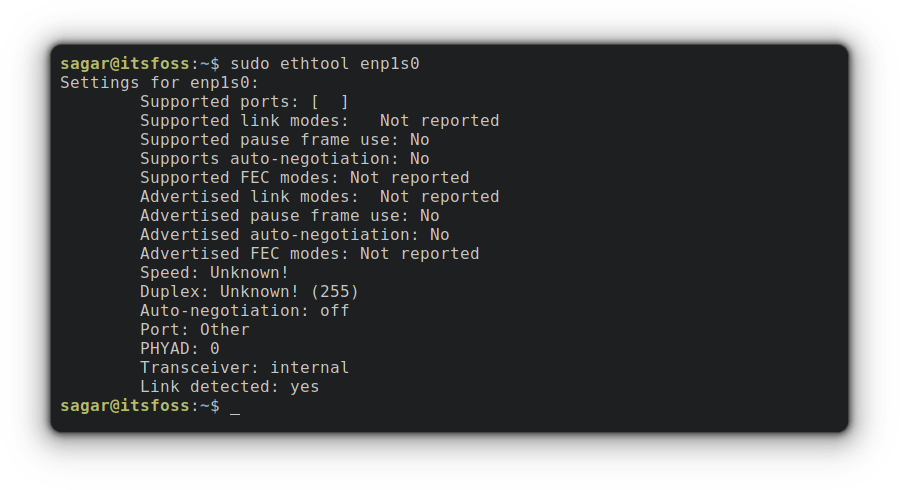 sagar@itsfoss:~$ sudo ethtool enp1s0
Settings for enp1s0:
        Supported ports: [  ]
        Supported link modes:   Not reported
        Supported pause frame use: No
        Supports auto-negotiation: No
        Supported FEC modes: Not reported
        Advertised link modes:  Not reported
        Advertised pause frame use: No
        Advertised auto-negotiation: No
        Advertised FEC modes: Not reported
        Speed: Unknown!
        Duplex: Unknown! (255)
        Auto-negotiation: off
        Port: Other
        PHYAD: 0
        Transceiver: internal
        Link detected: yes
sagar@itsfoss:~$ _